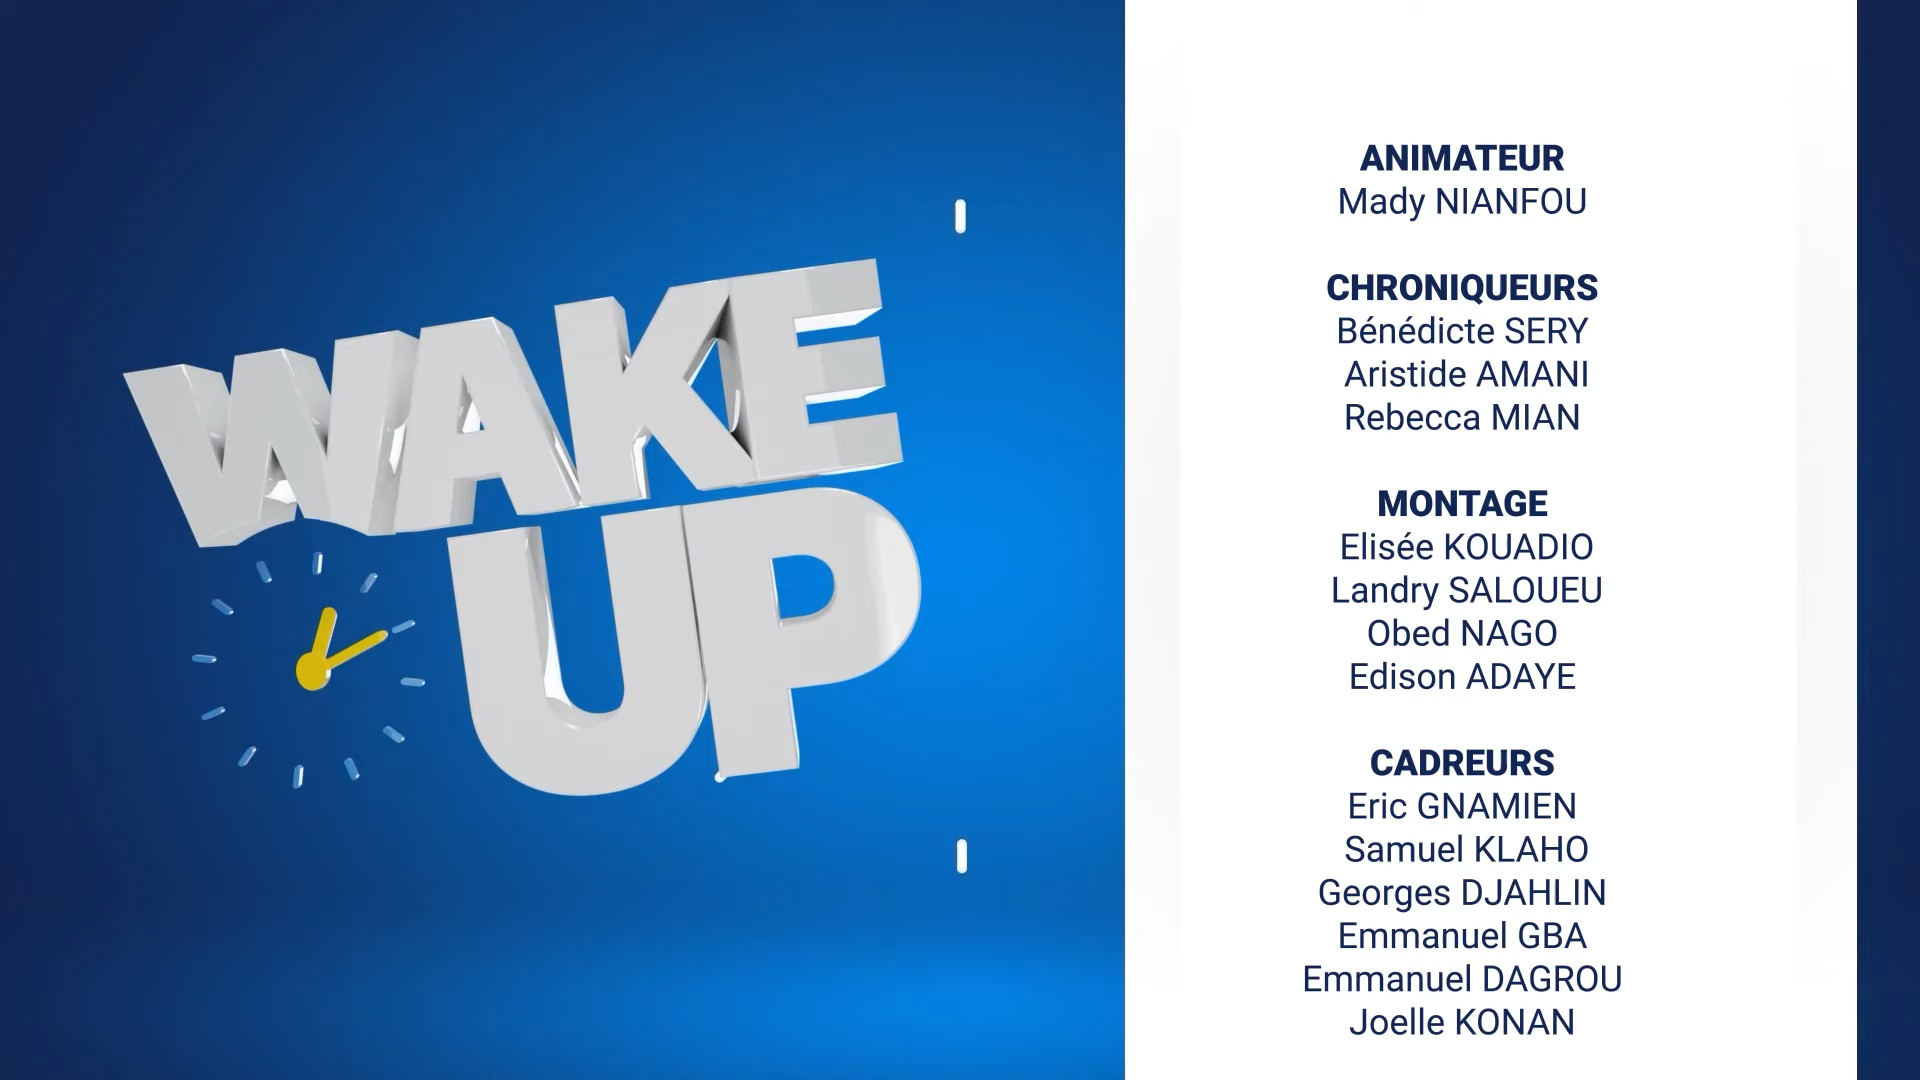 WAKE
UP
ANIMATEUR
Mady NIANFOU
CHRONIQUEURS
Bénédicte SERY
Aristide AMANI
Rebecca MIAN
MONTAGE
Elisée KOUADIO
Landry SALOUEU
Obed NAGO
Edison ADAYE
CADREURS
Eric GNAMIEN
Samuel KLAHO
Georges DJAHLIN
Emmanuel GBA
Emmanuel DAGROU
Joelle KONAN